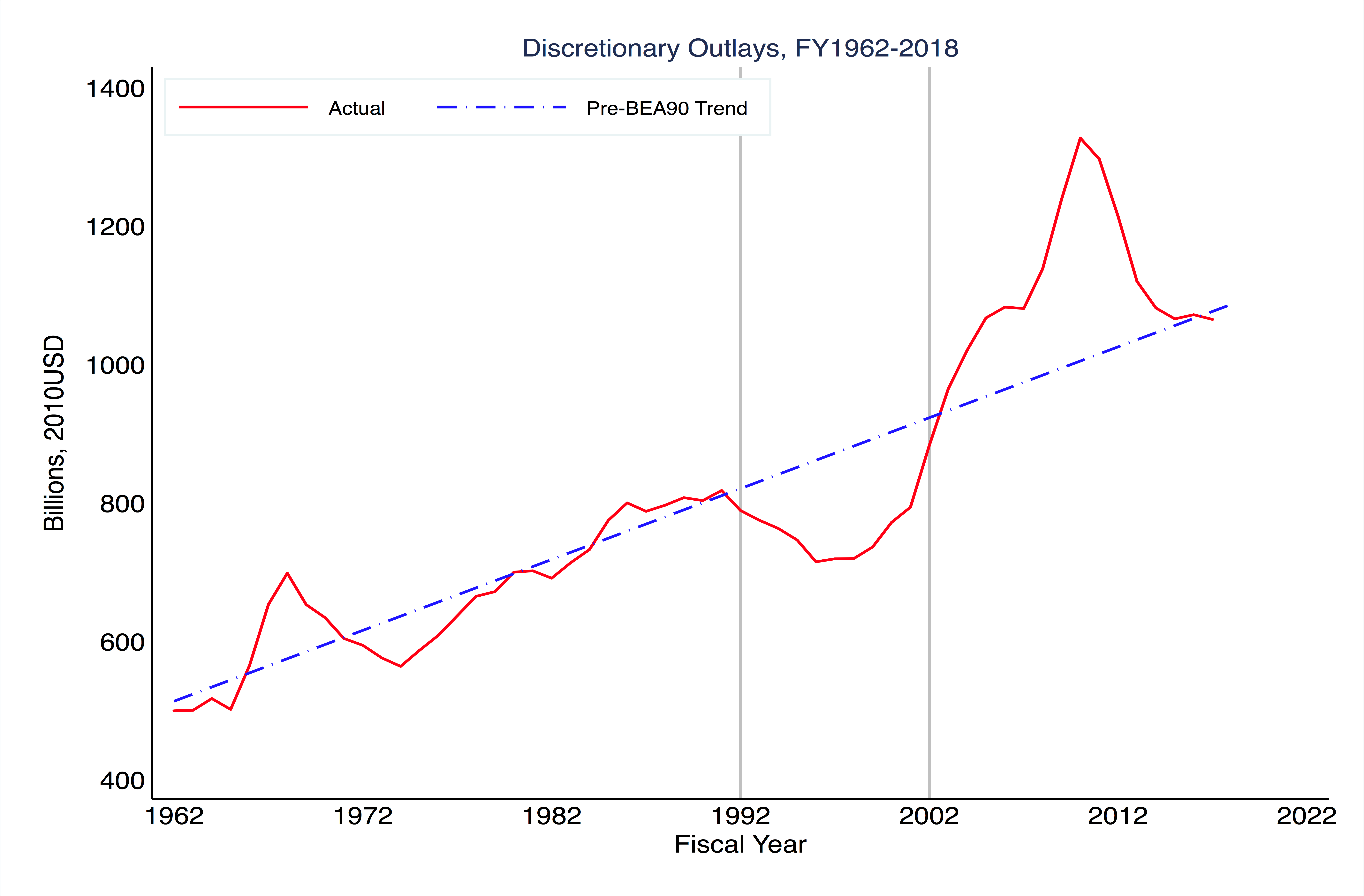 Discretionary Outlays, FY1962-2018
Actual
Pre-BEA90 Trend
Billions, 2010USD
1400
1200
1000
800
600
400
1962 1972 1982 1992 2002 2012 2022
Fiscal Year